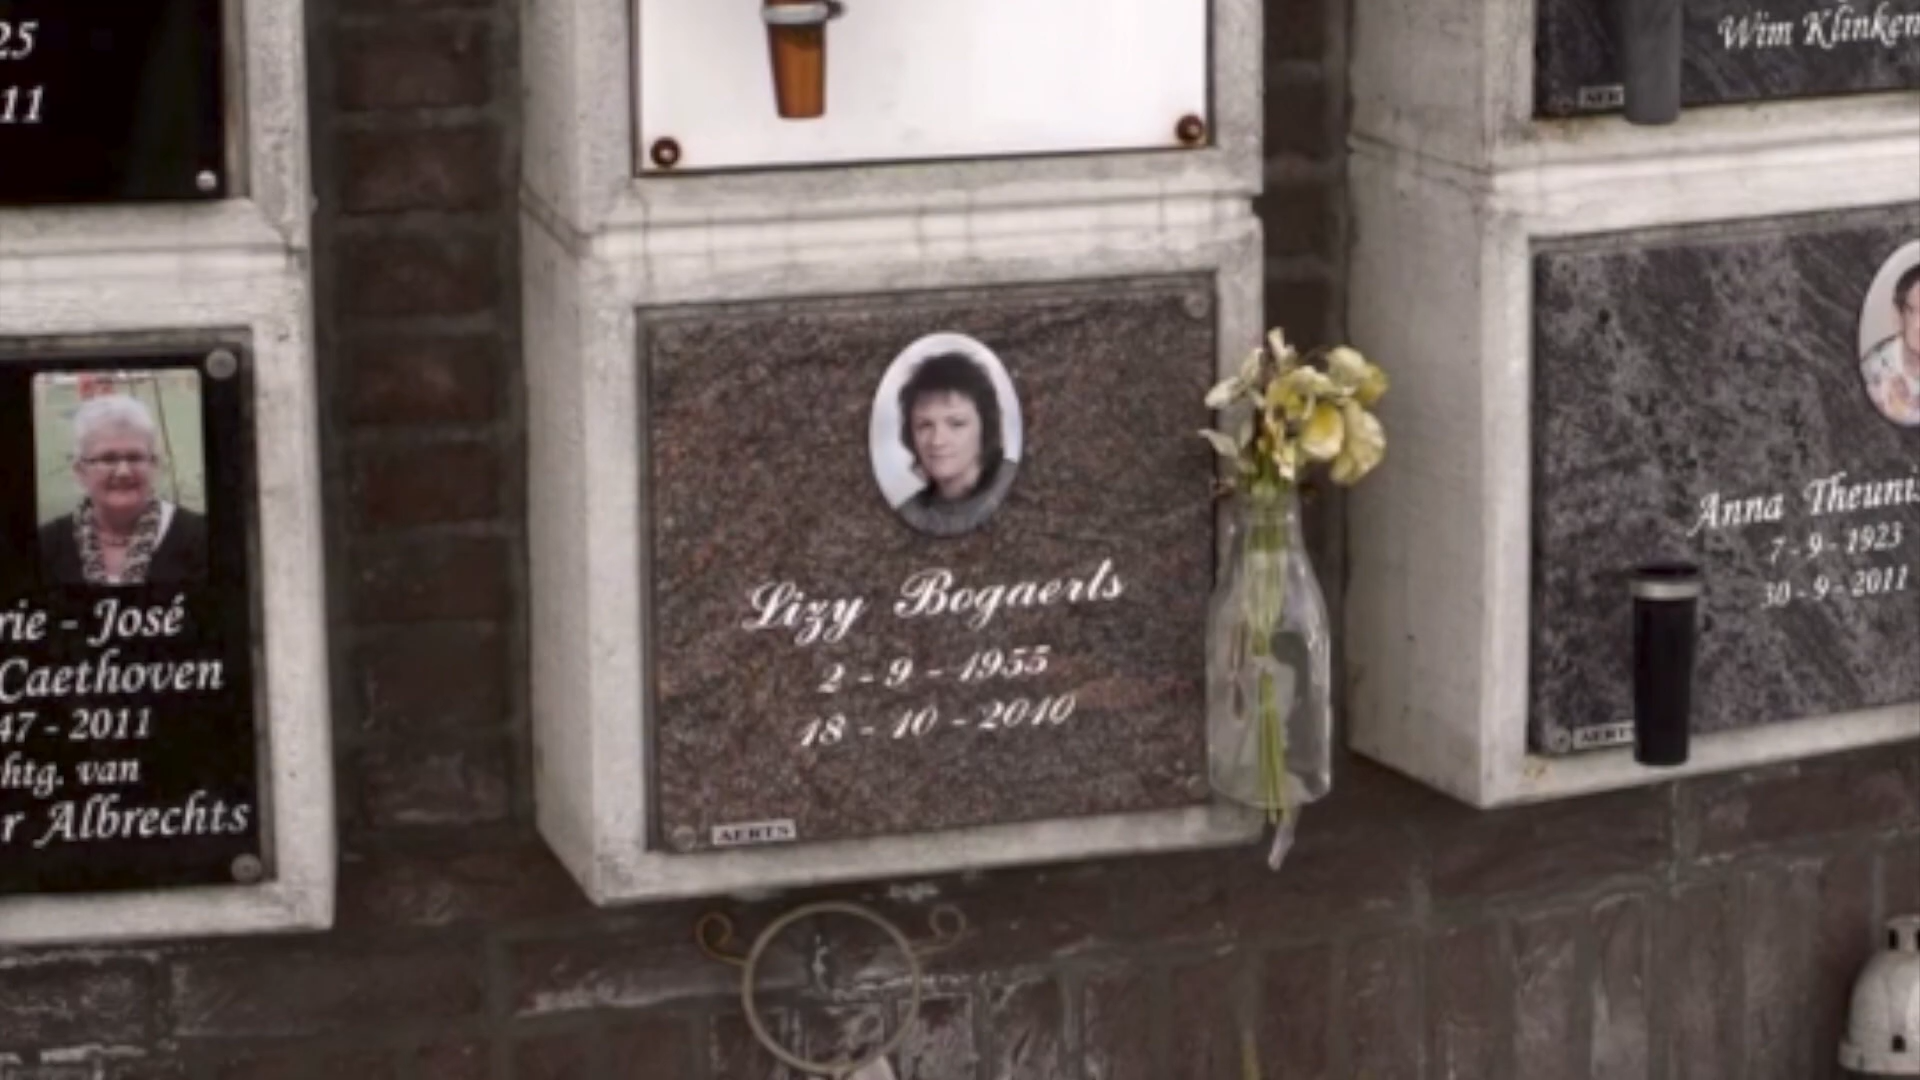 25
11
Wim Klinken
rie - José
Caethoven
47 - 2011
htg. van
r Albrechts
Lizy Bogaerts
2 - 9 - 1955
18 - 10 - 2010
AERTS
Anna Theunis
7 - 9 - 1923
30 - 9 - 2011
AERTS